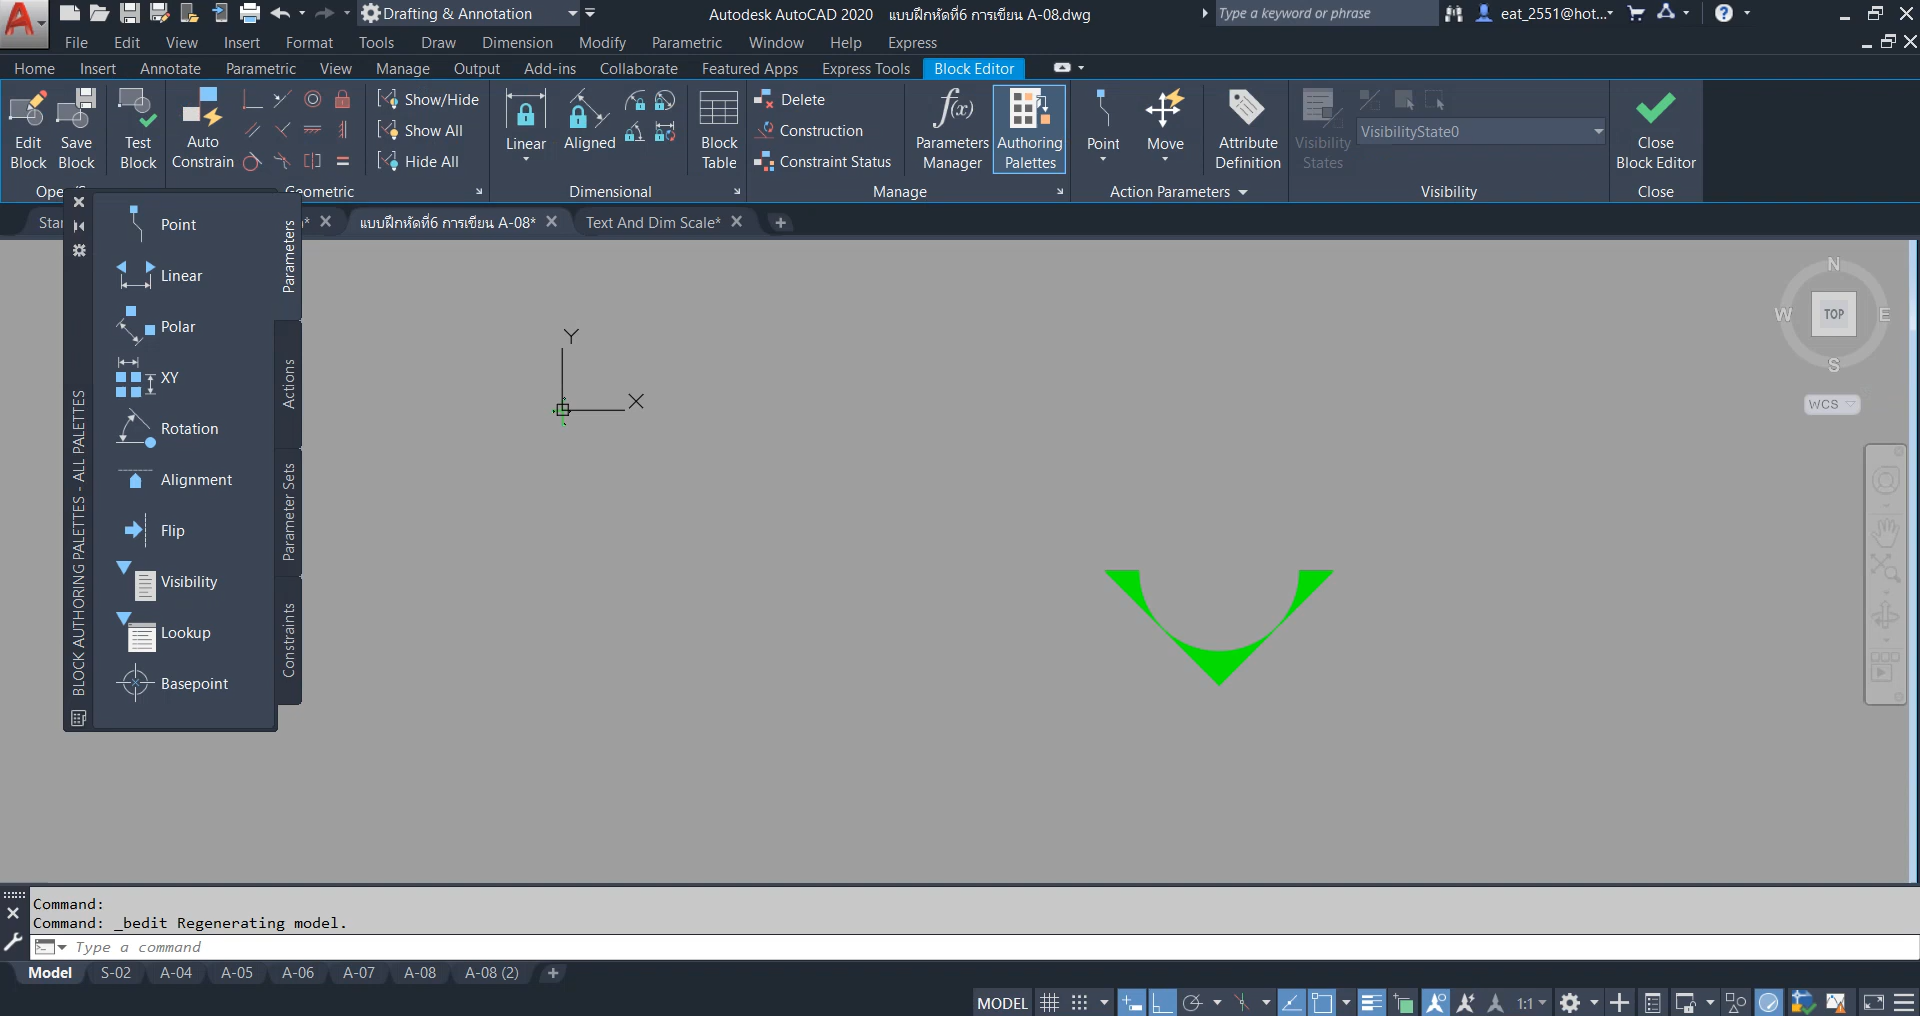 Drafting & Annotation
Autodesk AutoCAD 2020 แบบฝึกหัดที่6 การเขียน A-08.dwg
Type a keyword or phrase
eat_2551@hot...
File Edit View Insert Format Tools Draw Dimension Modify Parametric Window Help Express
Home Insert Annotate Parametric View Manage Output Add-ins Collaborate Featured Apps Express Tools Block Editor
Edit Block
Save Block
Test Block
Auto Constrain
Show/Hide
Show All
Hide All
Geometric
Linear
Aligned
Dimensional
Block Table
Delete
Construction
Constraint Status
Parameters Manager
Authoring Palettes
Manage
Point
Move
Attribute Definition
Action Parameters
Visibility States
VisibilityState0
Visibility
Close Block Editor
Close
แบบฝึกหัดที่6 การเขียน A-08*
Text And Dim Scale*
BLOCK AUTHORING PALETTES - ALL PALETTES
Point
Linear
Polar
XY
Rotation
Alignment
Flip
Visibility
Lookup
Basepoint
Parameters
Actions
Parameter Sets
Constraints
Y
X
N
W TOP E
S
WCS
Command:
Command: _bedit Regenerating model.
Type a command
Model S-02 A-04 A-05 A-06 A-07 A-08 A-08 (2)
MODEL
1:1